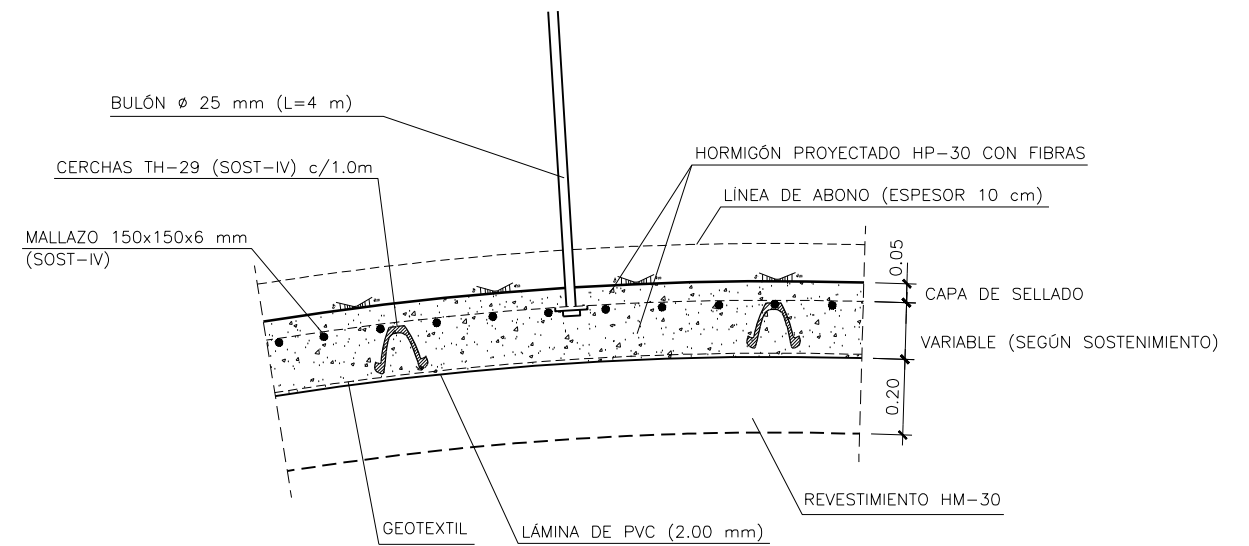 BULÓN ø 25 mm (L=4 m)
CERCHAS TH-29 (SOST-IV) c/1.0m
MALLAZO 150x150x6 mm
(SOST-IV)
HORMIGÓN PROYECTADO HP-30 CON FIBRAS
LÍNEA DE ABONO (ESPESOR 10 cm)
0.05
CAPA DE SELLADO
VARIABLE (SEGÚN SOSTENIMIENTO)
0.20
REVESTIMIENTO HM-30
GEOTEXTIL
LÁMINA DE PVC (2.00 mm)